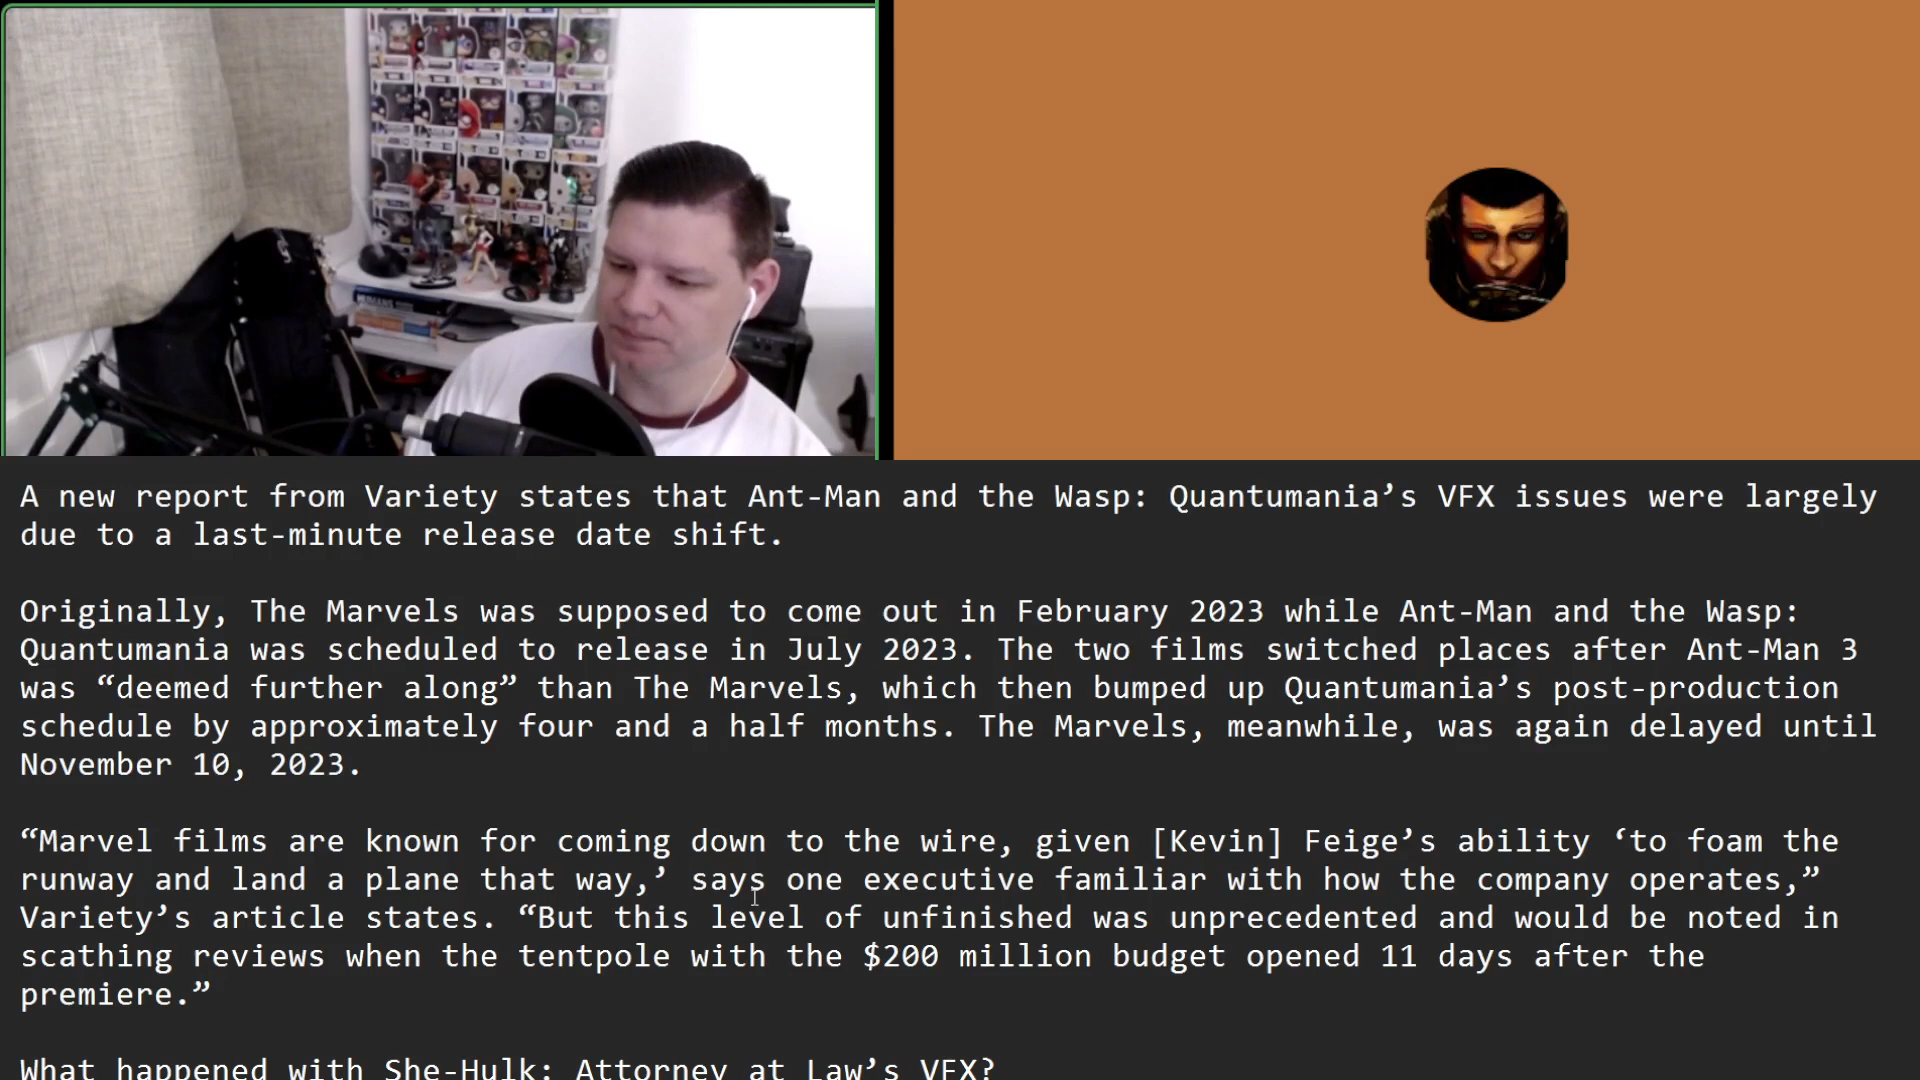 A new report from Variety states that Ant-Man and the Wasp: Quantumania’s VFX issues were largely
due to a last-minute release date shift.
Originally, The Marvels was supposed to come out in February 2023 while Ant-Man and the Wasp:
Quantumania was scheduled to release in July 2023. The two films switched places after Ant-Man 3
was “deemed further along” than The Marvels, which then bumped up Quantumania’s post-production
schedule by approximately four and a half months. The Marvels, meanwhile, was again delayed until
November 10, 2023.
“Marvel films are known for coming down to the wire, given [Kevin] Feige’s ability ‘to foam the
runway and land a plane that way,’ says one executive familiar with how the company operates,”
Variety’s article states. “But this level of unfinished was unprecedented and would be noted in
scathing reviews when the tentpole with the $200 million budget opened 11 days after the
premiere.”
What happened with She-Hulk: Attorney at Law’s VFX?